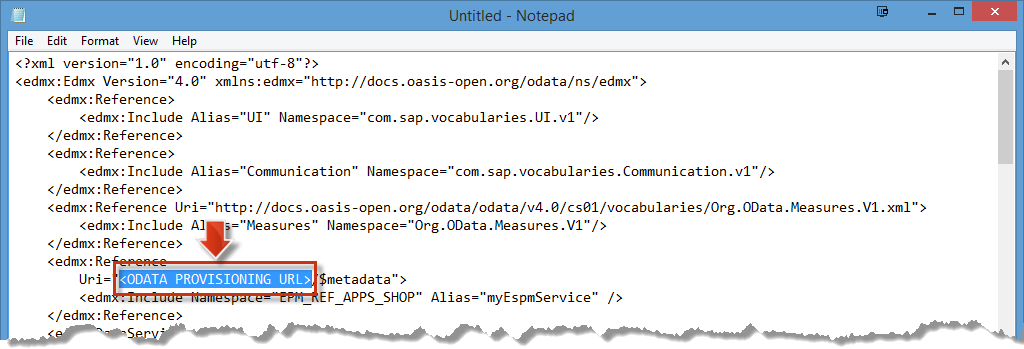 Untitled - Notepad
File Edit Format View Help
<?xml version="1.0" encoding="utf-8"?>
<edmx:Edmx Version="4.0" xmlns:edmx="http://docs.oasis-open.org/odata/ns/edmx">
<edmx:Reference>
<edmx:Include Alias="UI" Namespace="com.sap.vocabularies.UI.v1"/>
</edmx:Reference>
<edmx:Reference>
<edmx:Include Alias="Communication" Namespace="com.sap.vocabularies.Communication.v1"/>
</edmx:Reference>
<edmx:Reference Uri="http://docs.oasis-open.org/odata/odata/v4.0/cs01/vocabularies/Org.OData.Measures.V1.xml">
<edmx:Include Alias="Measures" Namespace="Org.OData.Measures.V1"/>
</edmx:Reference>
<edmx:Reference
Uri="<ODATA PROVISIONING URL>/$metadata">
<edmx:Include Namespace="EPM_REF_APPS_SHOP" Alias="myEspmService" />
</edmx:Reference>